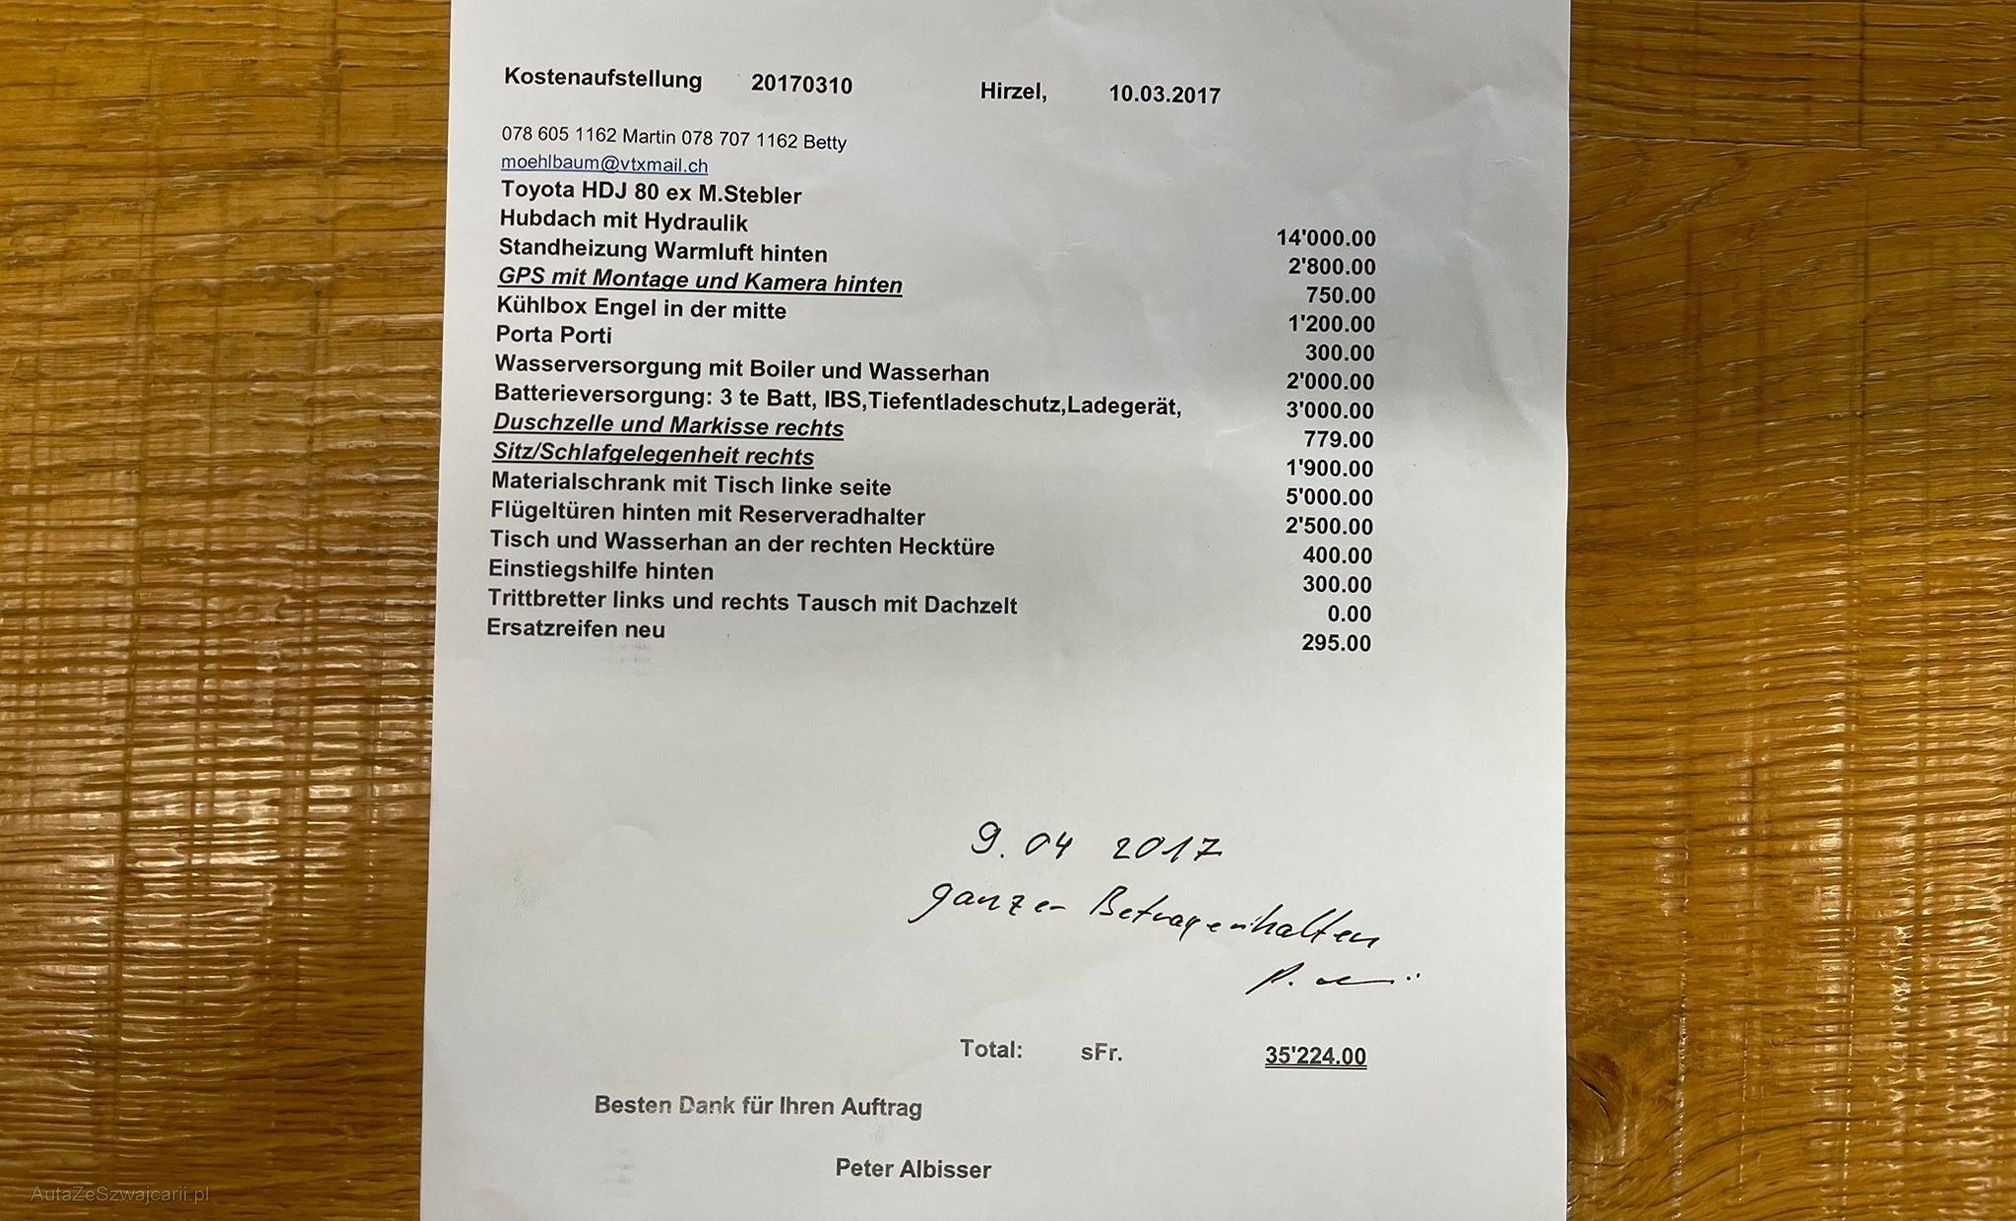 Kostenaufstellung 20170310 Hirzel, 10.03.2017
078 605 1162 Martin 078 707 1162 Betty
moehlbaum@vtxmail.ch
Toyota HDJ 80 ex M.Stebler
Hubdach mit Hydraulik 14'000.00
Standheizung Warmluft hinten 2'800.00
GPS mit Montage und Kamera hinten 750.00
Kühlbox Engel in der mitte 1'200.00
Porta Porti 300.00
Wasserversorgung mit Boiler und Wasserhan 2'000.00
Batterieversorgung: 3 te Batt, IBS,Tiefentladeschutz,Ladegerät, 3'000.00
Duschzelle und Markisse rechts 779.00
Sitz/Schlafgelegenheit rechts 1'900.00
Materialschrank mit Tisch linke seite 5'000.00
Flügeltüren hinten mit Reserveradhalter 2'500.00
Tisch und Wasserhan an der rechten Hecktüre 400.00
Einstiegshilfe hinten 300.00
Trittbretter links und rechts Tausch mit Dachzelt 0.00
Ersatzreifen neu 295.00
9. 04 2017
ganzen Betrag erhalten
Total: sFr. 35'224.00
Besten Dank für Ihren Auftrag
Peter Albisser
AutaZeSzwajcarii.pl